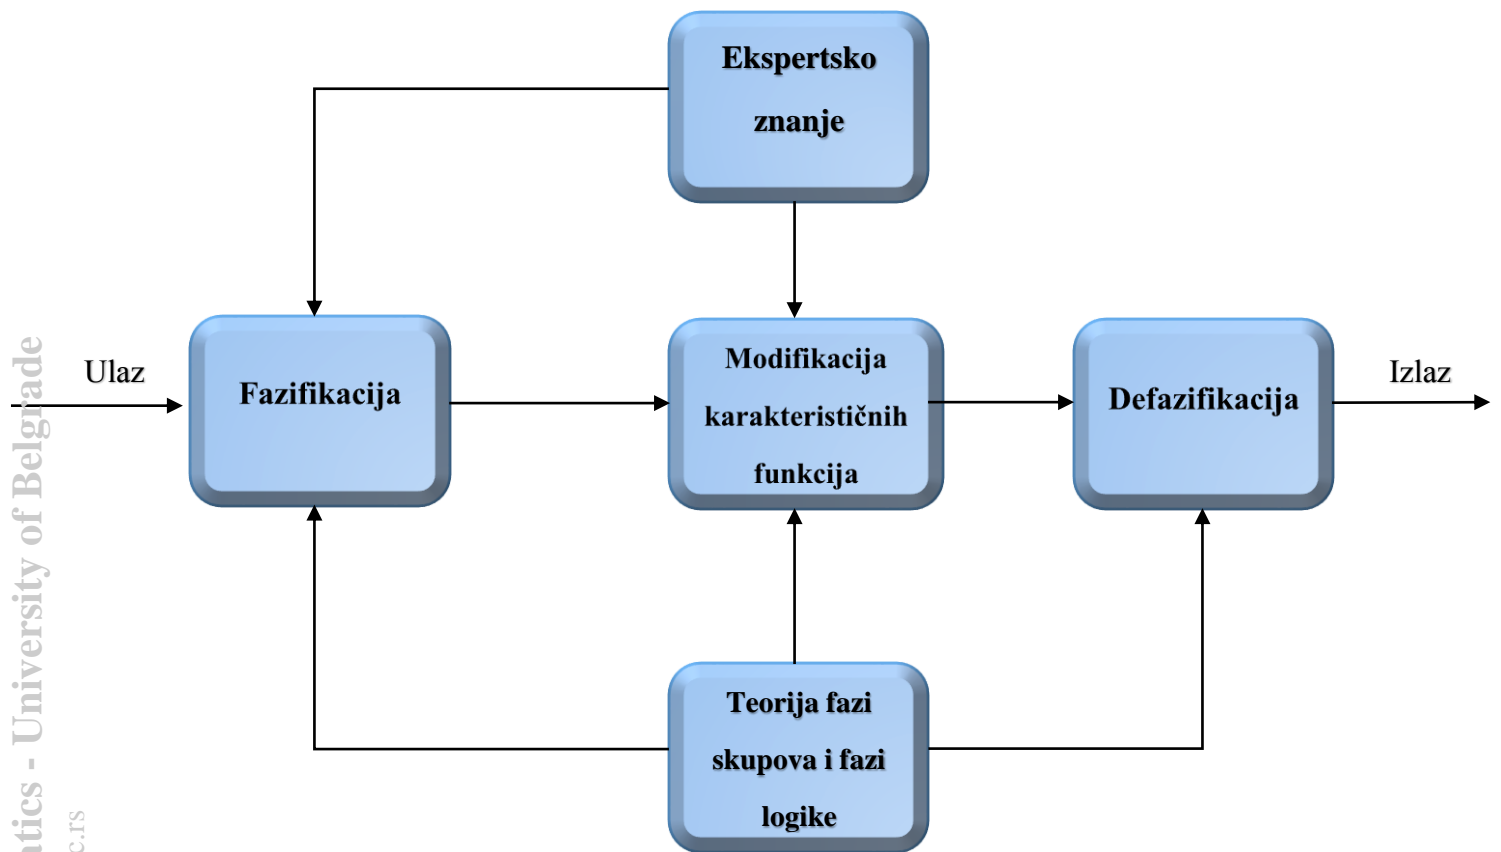 Ekspertsko
znanje
Ulaz
Fazifikacija
Modifikacija
karakterističnih
funkcija
Defazifikacija
Izlaz
Teorija fazi
skupova i fazi
logike
- University of Belgrade